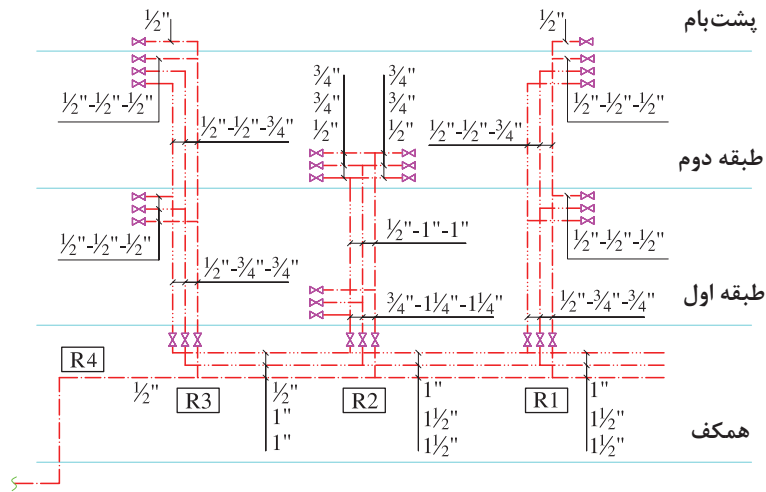 ½" ½" پشت‌بام
¾" ¾"
¾" ¾"
½" ½"
½"-½"-½" ½"-½"-¾" ½"-½"-¾" ½"-½"-½"
طبقه دوم
½"-½"-½" ½"-1"-1" ½"-½"-½"
½"-¾"-¾" ¾"-1¼"-1¼" ½"-¾"-¾" طبقه اول
R4
½" R3 ½" R2 1" R1 1"
1" 1½" 1½"
1" 1½" 1½"
همکف